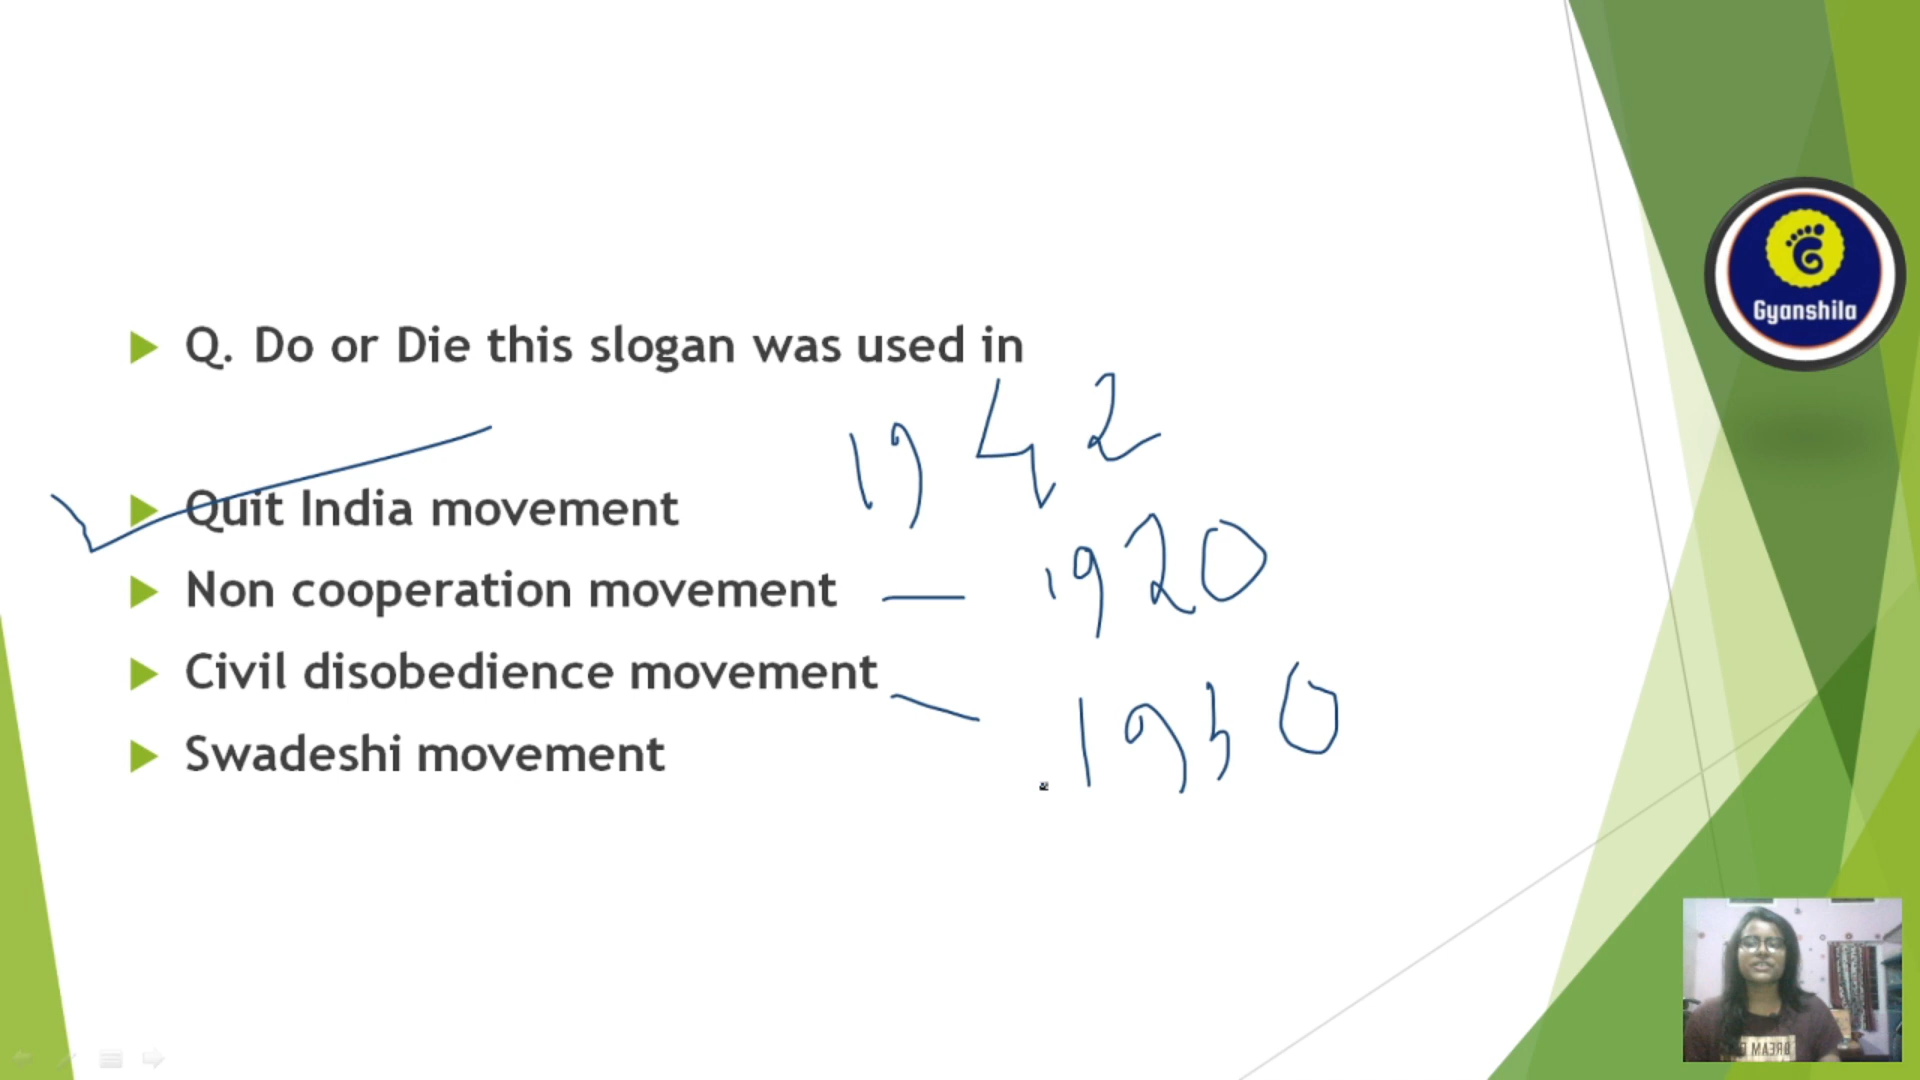 Gyanshila
Q. Do or Die this slogan was used in
1942
Quit India movement
Non cooperation movement — 1920
Civil disobedience movement — 1930
Swadeshi movement
DREAM